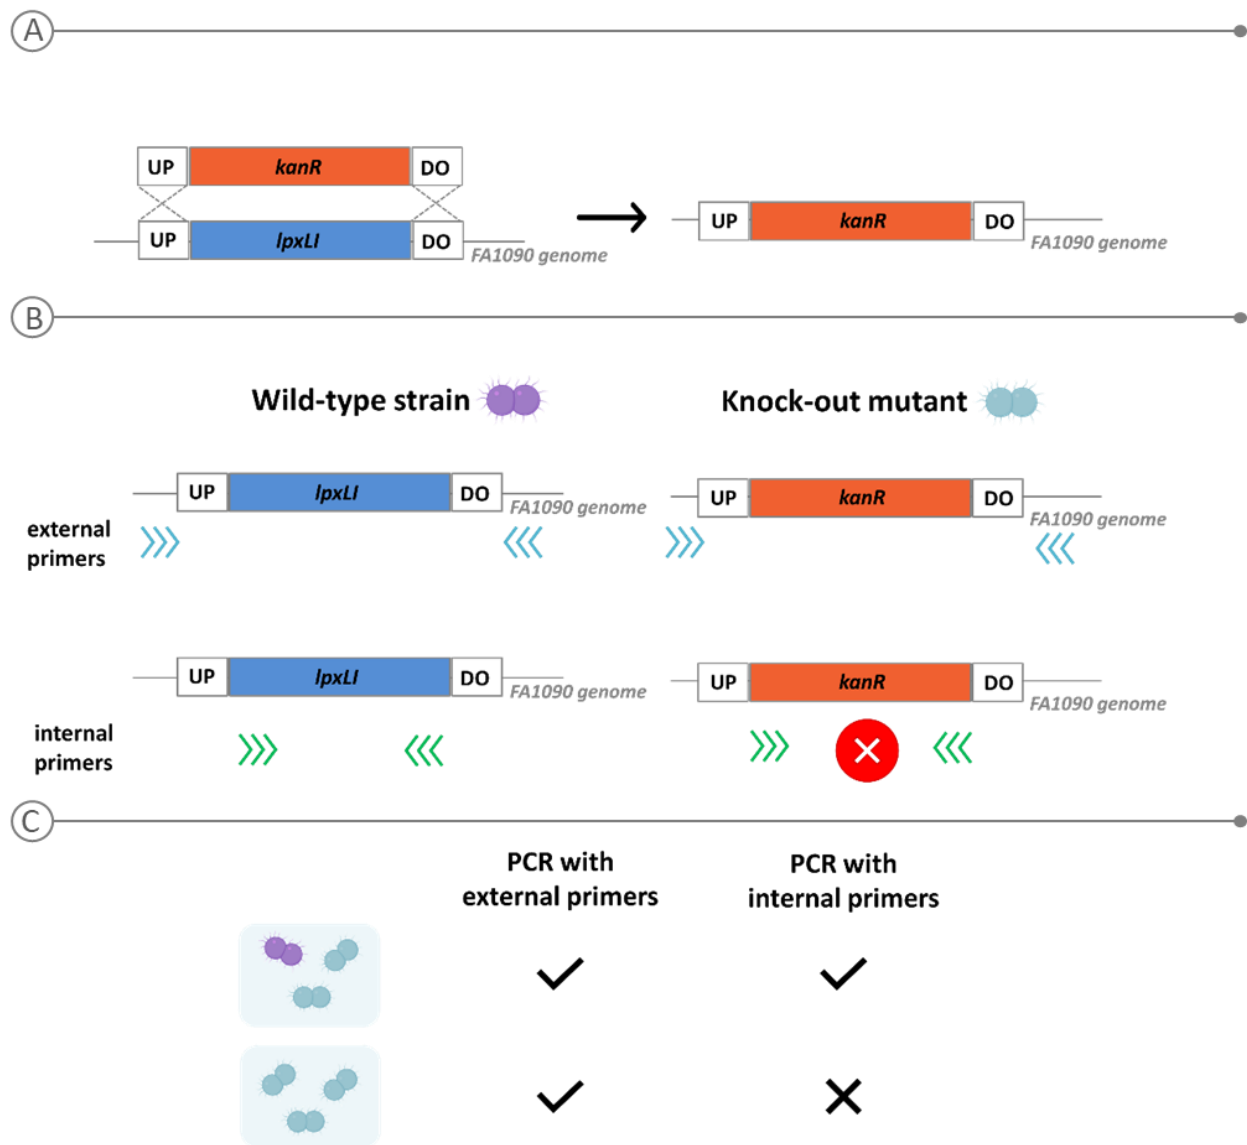 A
UP kanR DO
UP lpxLI DO FA1090 genome
UP kanR DO FA1090 genome
B
Wild-type strain Knock-out mutant
UP lpxLI DO FA1090 genome
UP kanR DO FA1090 genome
external
primers
UP lpxLI DO FA1090 genome
UP kanR DO FA1090 genome
internal
primers
C
PCR with
external primers
PCR with
internal primers